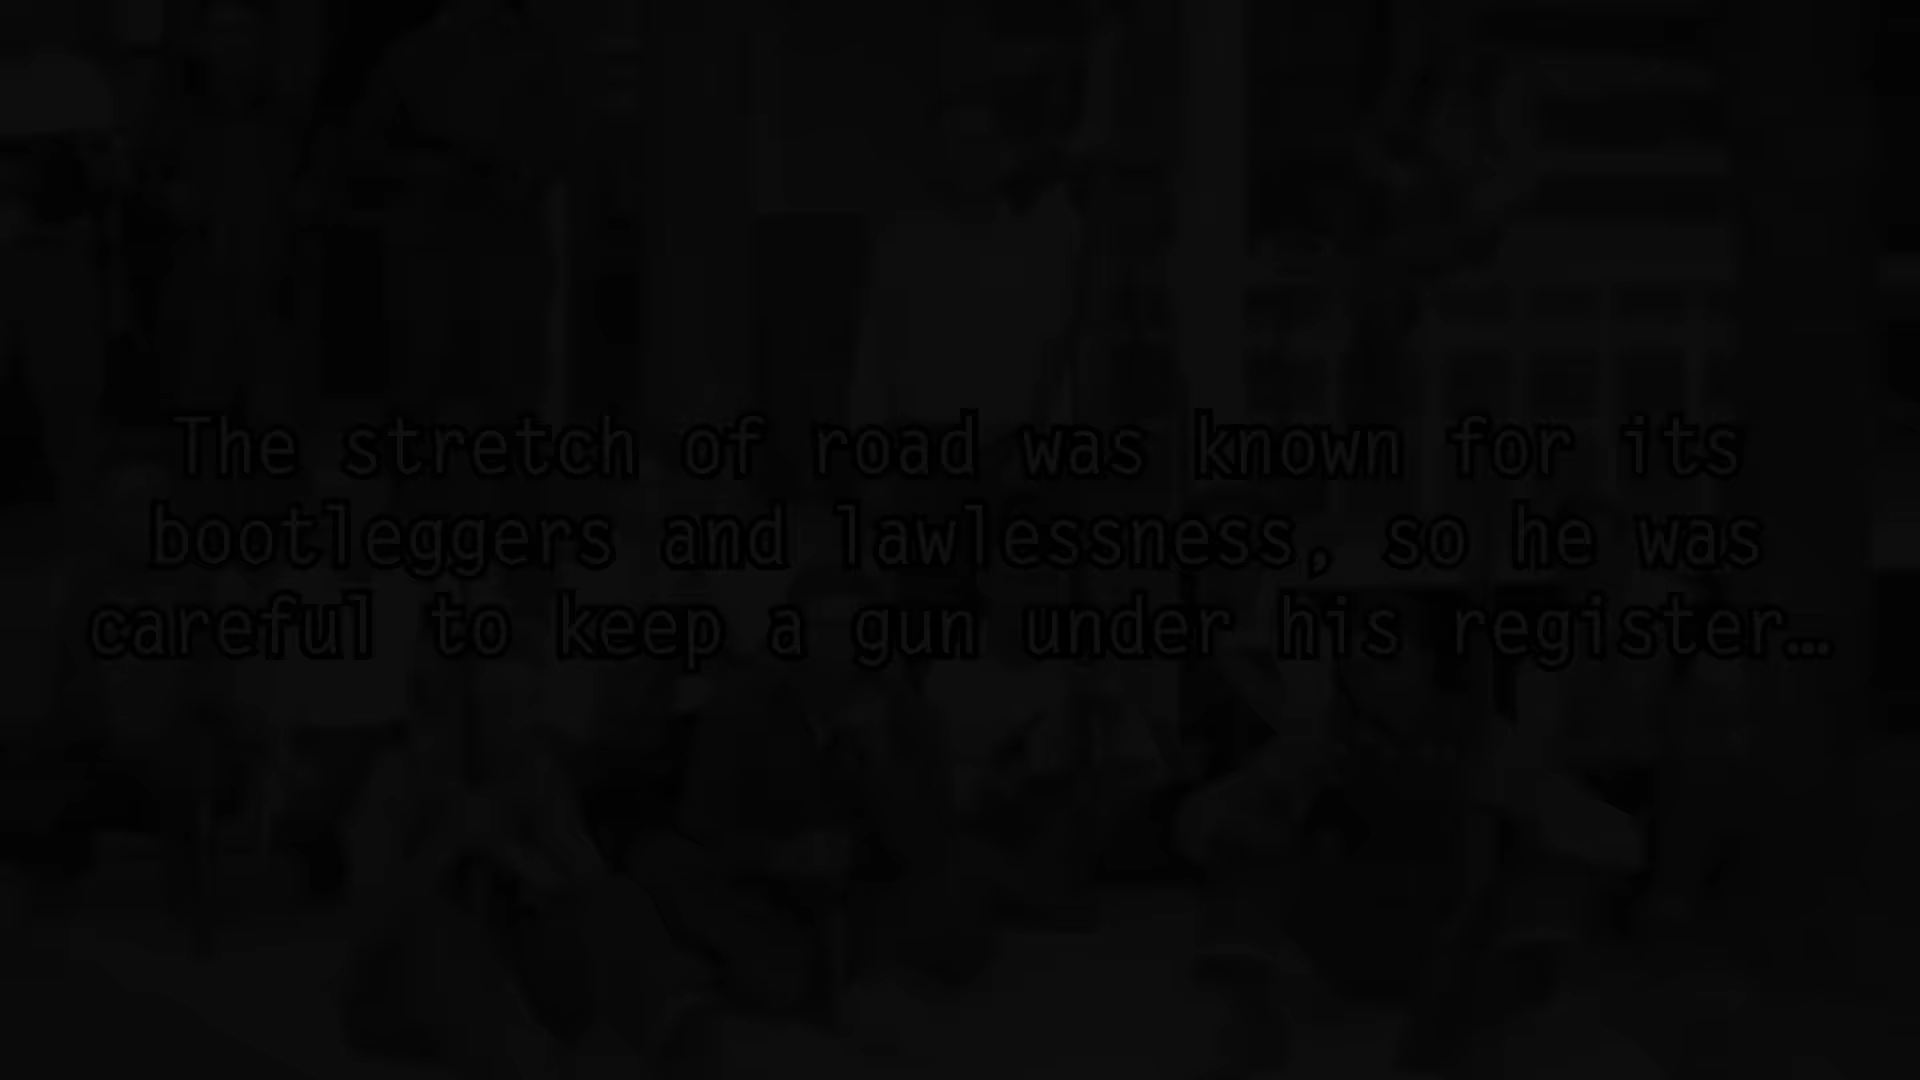 The stretch of road was known for its
bootleggers and lawlessness, so he was
careful to keep a gun under his register…